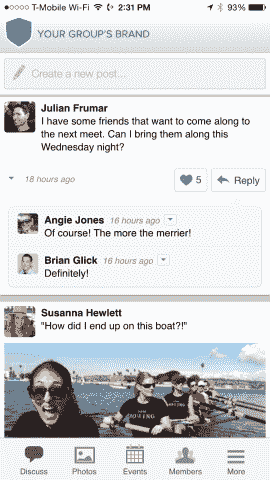 T-Mobile Wi-Fi 2:31 PM 93%
YOUR GROUP'S BRAND
Create a new post...
Julian Frumar
I have some friends that want to come along to
the next meet. Can I bring them along this
Wednesday night?
18 hours ago 5 Reply
Angie Jones 16 hours ago
Of course! The more the merrier!
Brian Glick 16 hours ago
Definitely!
Susanna Hewlett
"How did I end up on this boat?!"
Discuss Photos Events Members More